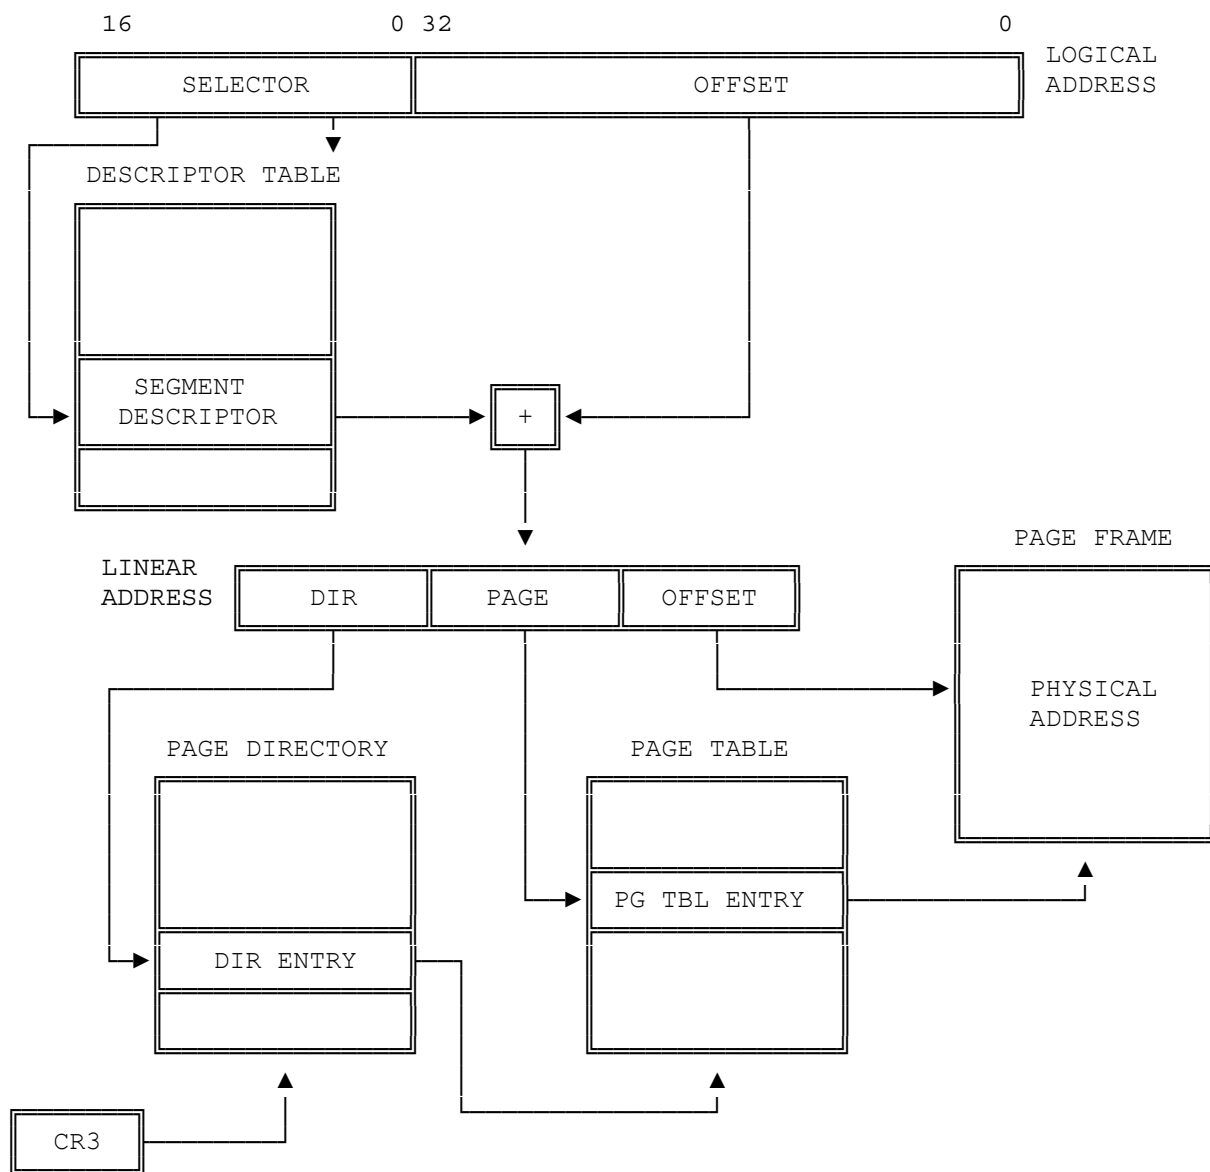 16 0 32 0
LOGICAL
ADDRESS
SELECTOR OFFSET
DESCRIPTOR TABLE
SEGMENT
DESCRIPTOR
+
PAGE FRAME
LINEAR
ADDRESS
DIR PAGE OFFSET
PHYSICAL
ADDRESS
PAGE DIRECTORY PAGE TABLE
PG TBL ENTRY
DIR ENTRY
CR3